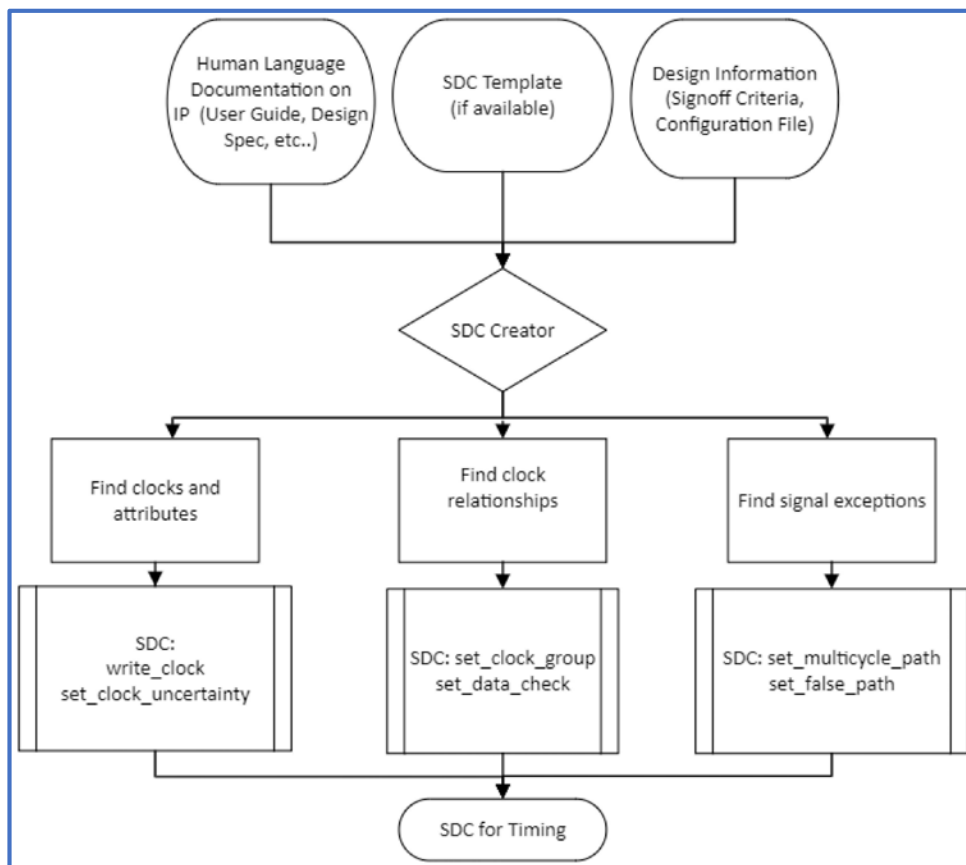 Human Language
Documentation on
IP (User Guide, Design
Spec, etc..)
SDC Template
(if available)
Design Information
(Signoff Criteria,
Configuration File)
SDC Creator
Find clocks and
attributes
Find clock
relationships
Find signal exceptions
SDC:
write_clock
set_clock_uncertainty
SDC: set_clock_group
set_data_check
SDC: set_multicycle_path
set_false_path
SDC for Timing